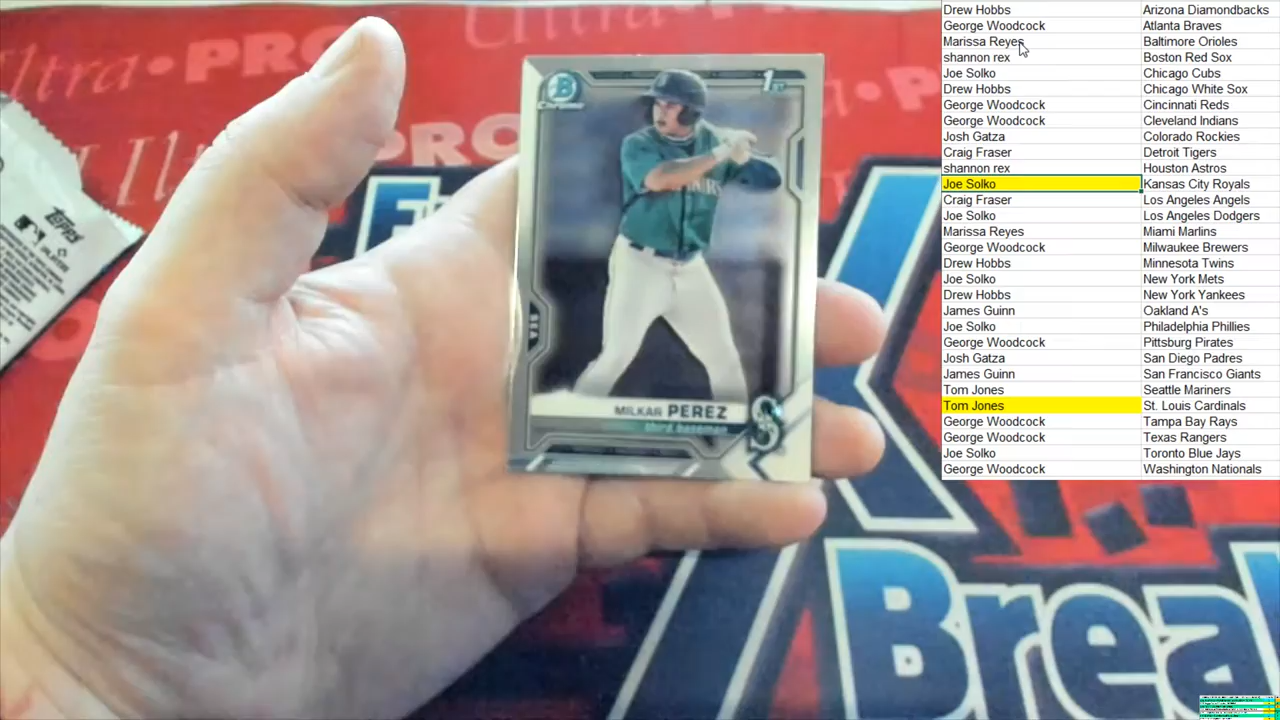 Drew Hobbs Arizona Diamondbacks
George Woodcock Atlanta Braves
Marissa Reyes Baltimore Orioles
shannon rex Boston Red Sox
Joe Solko Chicago Cubs
Drew Hobbs Chicago White Sox
George Woodcock Cincinnati Reds
George Woodcock Cleveland Indians
Josh Gatza Colorado Rockies
Craig Fraser Detroit Tigers
shannon rex Houston Astros
Joe Solko Kansas City Royals
Craig Fraser Los Angeles Angels
Joe Solko Los Angeles Dodgers
Marissa Reyes Miami Marlins
George Woodcock Milwaukee Brewers
Drew Hobbs Minnesota Twins
Joe Solko New York Mets
Drew Hobbs New York Yankees
James Guinn Oakland A's
Joe Solko Philadelphia Phillies
George Woodcock Pittsburg Pirates
Josh Gatza San Diego Padres
James Guinn San Francisco Giants
Tom Jones Seattle Mariners
Tom Jones St. Louis Cardinals
George Woodcock Tampa Bay Rays
George Woodcock Texas Rangers
Joe Solko Toronto Blue Jays
George Woodcock Washington Nationals
Ultra•PRO
Ultra•PRO
PRO
B
Chrome
1ST
SEA
MILKAR PEREZ
third baseman
S
Topps
Brea